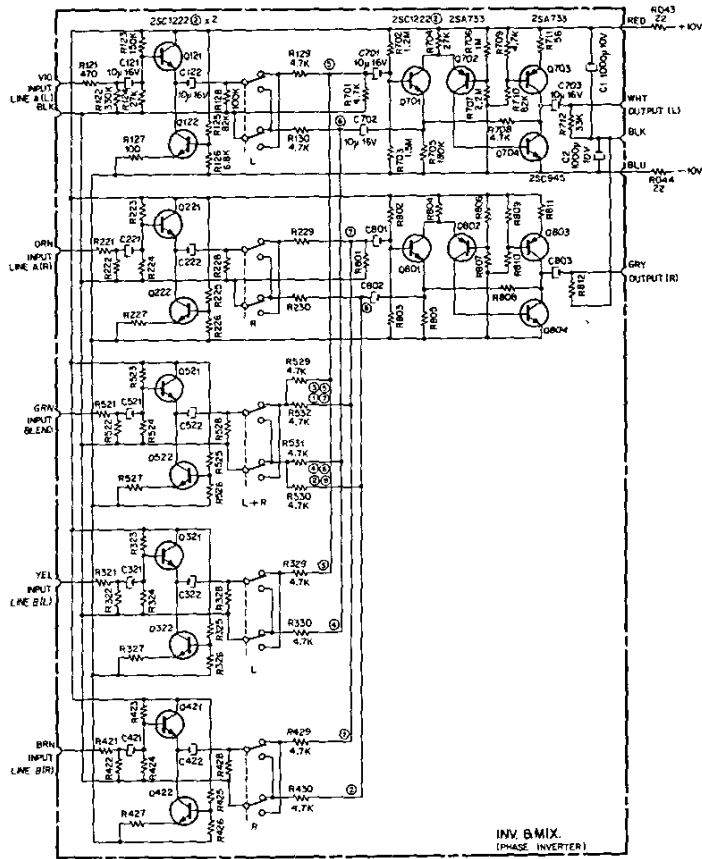 2SC1222② x 2
2SC1222②
2SA733
2SA733
RED
R043
22
+10V
R123
150K
Q121
R121
470
C121
10µ 16V
C122
10µ 16V
R129
4.7K
⑤
C701
10µ 16V
R702
1.2M
R704
27K
R706
1M
R709
4.7K
R711
56
C1 1000µ 10V
Q702
Q703
VIO
INPUT
LINE A(L)
BLK
R122
330K
R124
27K
R128
82K
100K
R701
4.7K
Q701
R707
2.7M
R710
82K
C703
10µ 16V
WHT
OUTPUT (L)
R712
33K
Q122
R125
⑥
C702
10µ 16V
R708
4.7K
BLK
R127
100
R126
6.8K
L
R130
4.7K
R703
1.5M
R705
180K
Q704
C2
1000µ
10V
BLU
-10V
2SC945
R044
22
R223
Q221
ORN
INPUT
LINE A(R)
R221
C221
C222
R229
⑦
C801
R802
R804
R806
R809
R811
Q802
Q803
R222
R224
R228
R801
Q801
R807
R810
C803
GRY
OUTPUT (R)
R812
Q222
R225
C802
⑧
R808
R227
R226
R
R230
R803
R805
Q804
R523
Q521
R529
4.7K
③ ⑤
① ⑦
GRN
INPUT
BLEND
R521
C521
C522
R532
4.7K
R522
R524
R528
R531
4.7K
④ ⑥
② ⑧
Q522
R525
R530
4.7K
R527
R526
L+R
R323
Q321
YEL
INPUT
LINE B(L)
R321
C321
C322
R329
4.7K
R322
R324
R328
Q322
R325
R330
4.7K
④
R327
R326
L
R423
Q421
BRN
INPUT
LINE B(R)
R421
C421
C422
R429
4.7K
R422
R424
R428
Q422
R425
R430
4.7K
②
R427
R426
R
INV. & MIX.
(PHASE INVERTER)